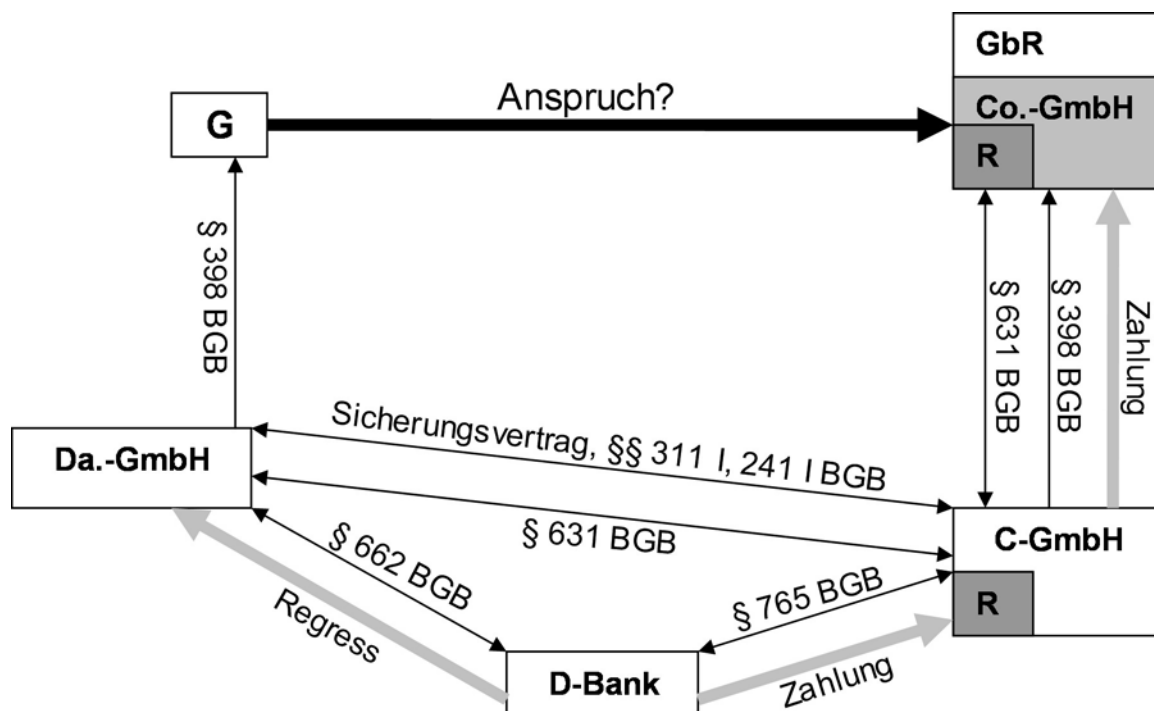 GbR
Anspruch?
Co.-GmbH
G
R
§ 398 BGB
§ 631 BGB
§ 398 BGB
Zahlung
Sicherungsvertrag, §§ 311 I, 241 I BGB
Da.-GmbH
§ 631 BGB
C-GmbH
§ 662 BGB
§ 765 BGB
R
Regress
Zahlung
D-Bank